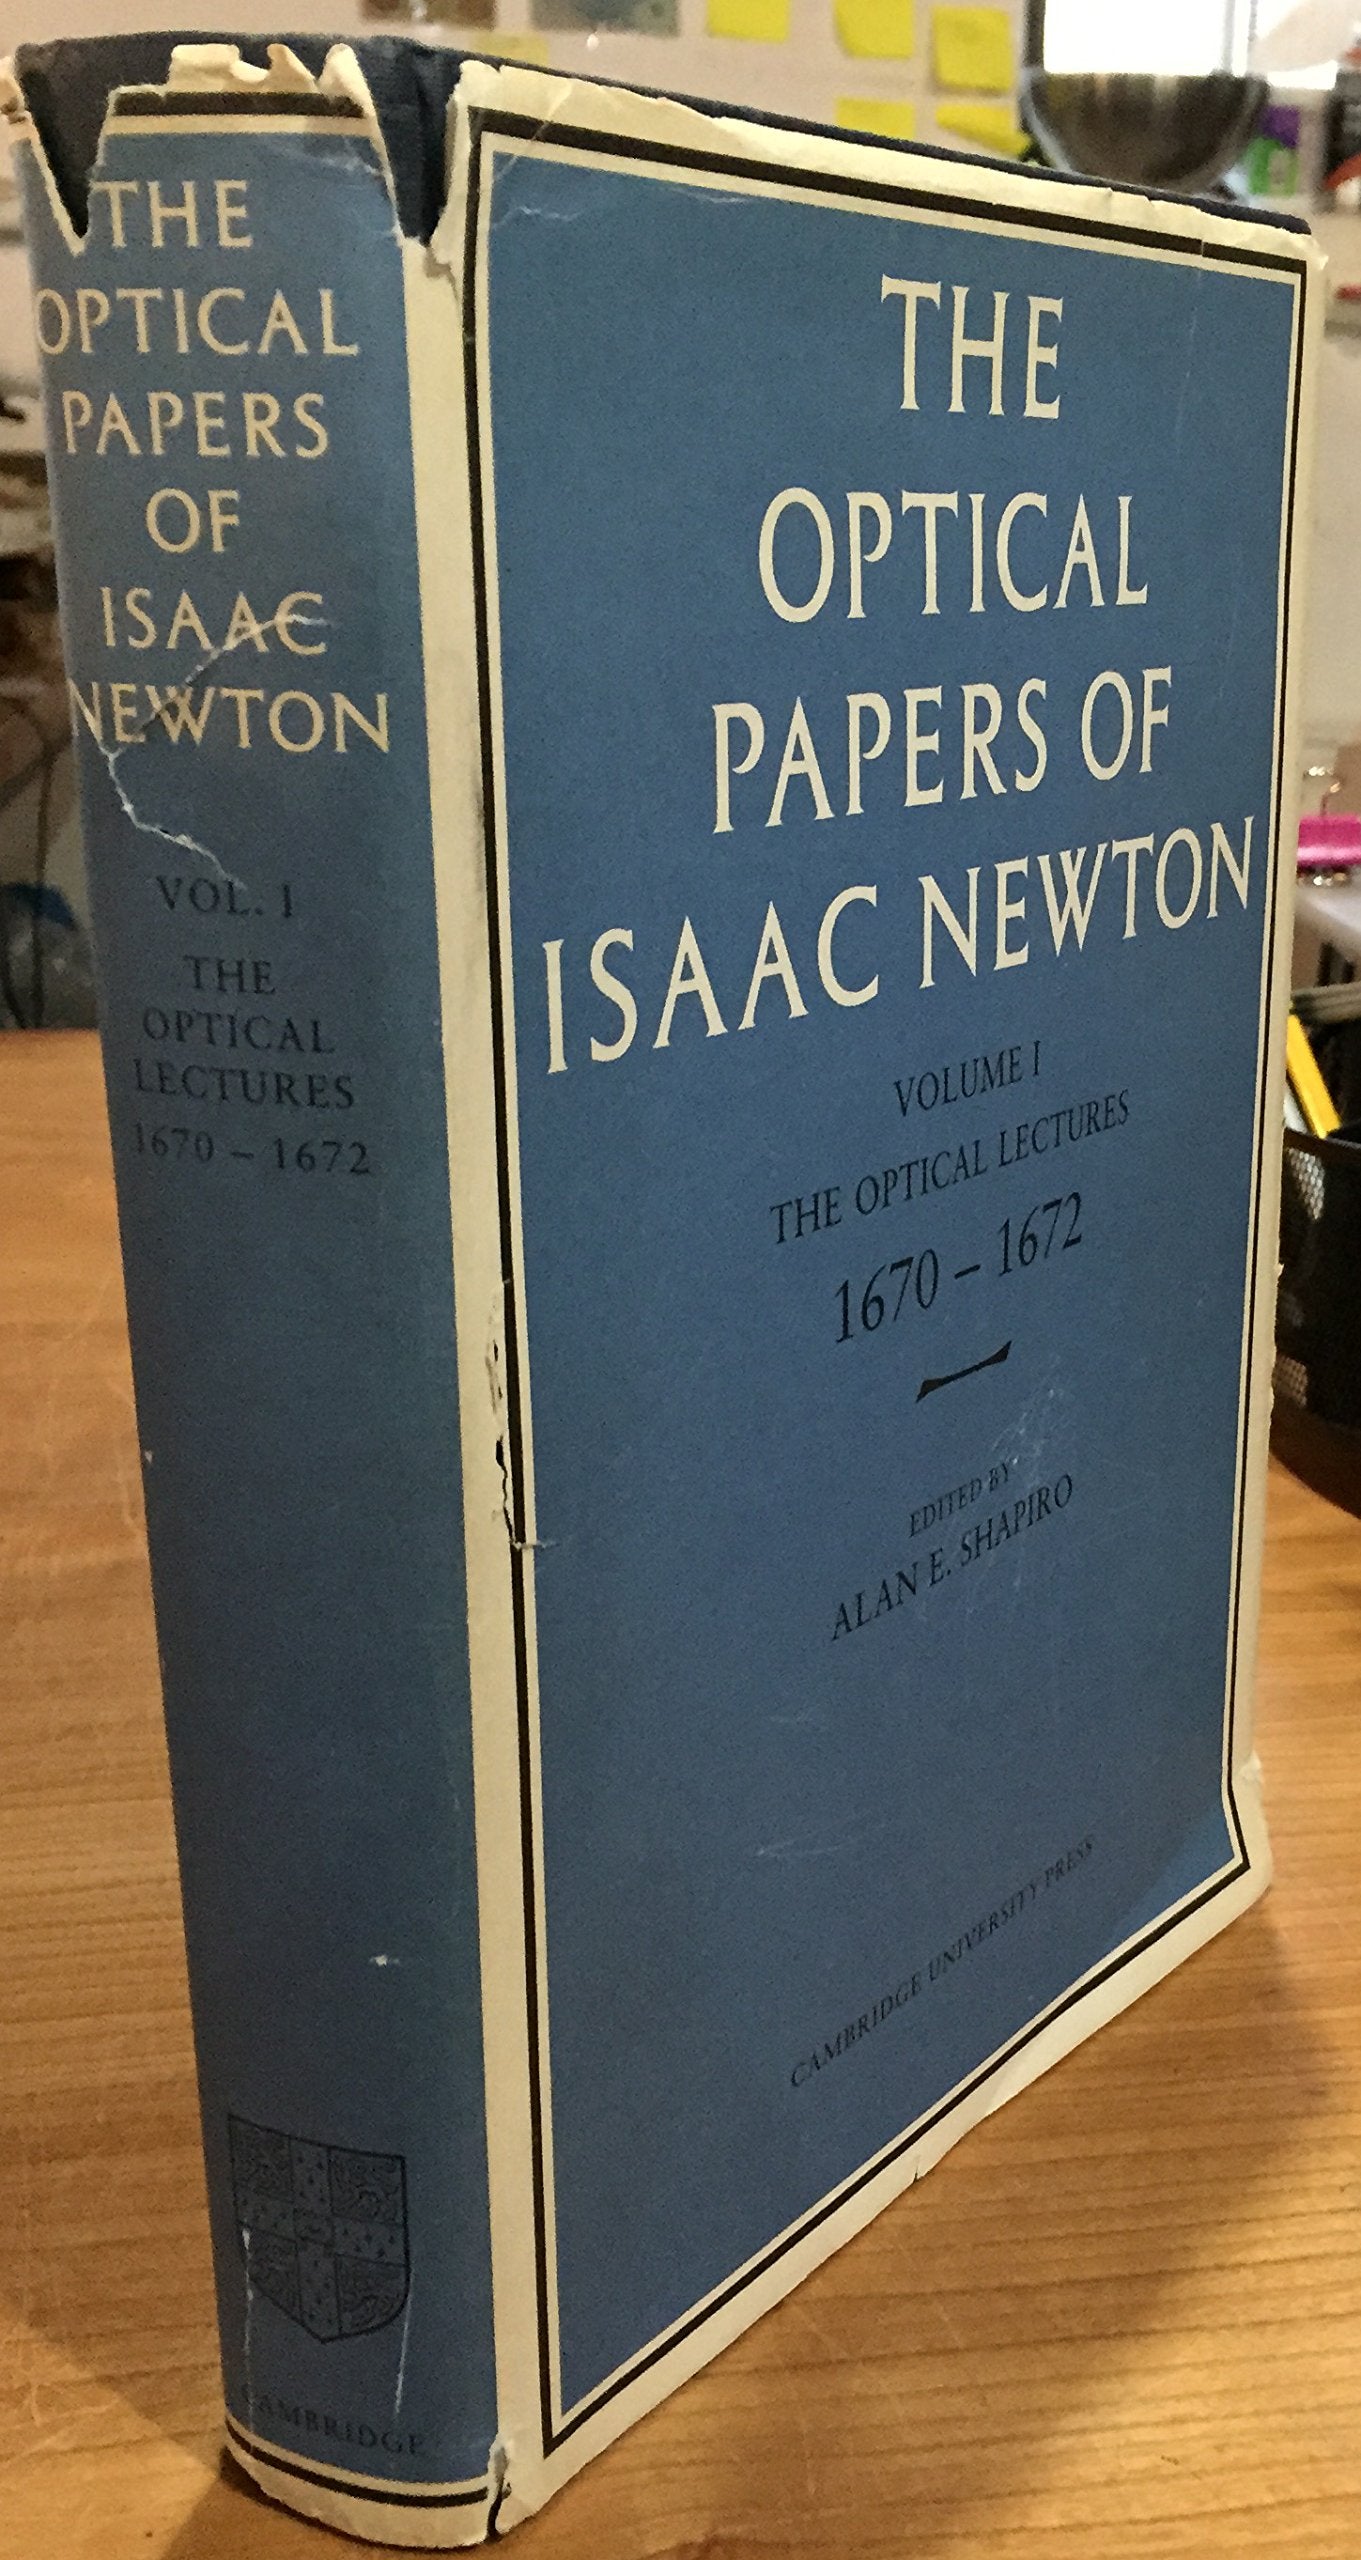 THE
OPTICAL
PAPERS
OF
ISAAC
NEWTON
VOL. I
THE
OPTICAL
LECTURES
1670 – 1672
CAMBRIDGE
THE
OPTICAL
PAPERS OF
ISAAC NEWTON
VOLUME I
THE OPTICAL LECTURES
1670 – 1672
EDITED BY
ALAN E. SHAPIRO
CAMBRIDGE UNIVERSITY PRESS